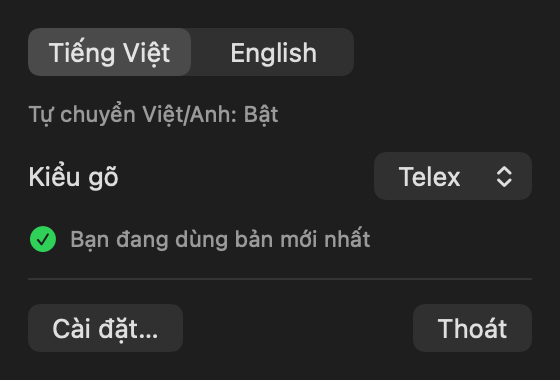 Tiếng Việt English
Tự chuyển Việt/Anh: Bật
Kiểu gõ Telex
Bạn đang dùng bản mới nhất
Cài đặt... Thoát